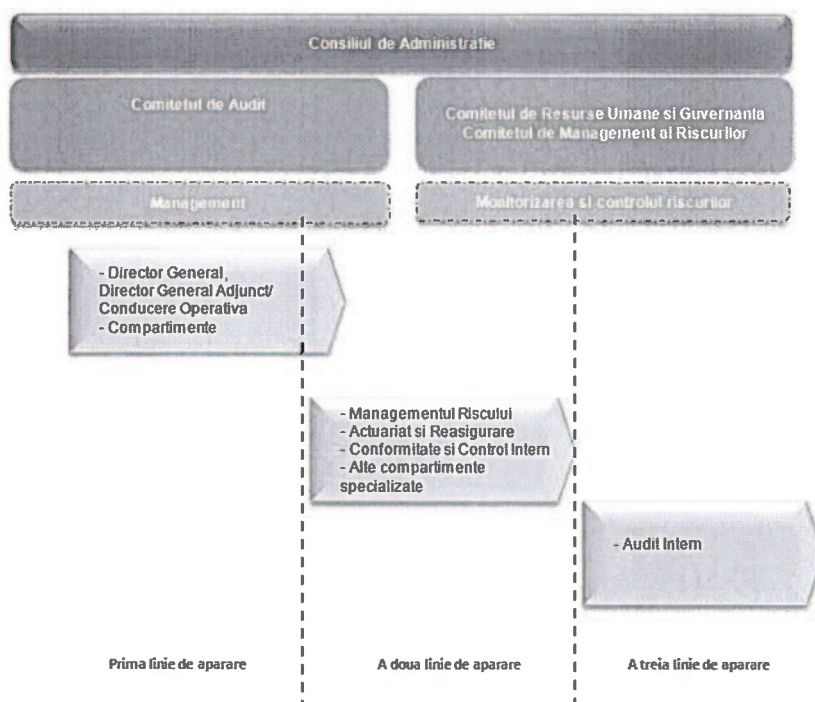 Consiliul de Administratie
Comitetul de Audit
Comitetul de Resurse Umane si Guvernanta
Comitetul de Management al Riscurilor
Management
Monitorizarea si controlul riscurilor
- Director General,
Director General Adjunct/
Conducere Operativa
- Compartimente
- Managementul Riscului
- Actuariat si Reasigurare
- Conformitate si Control Intern
- Alte compartimente
specializate
- Audit Intern
Prima linie de aparare
A doua linie de aparare
A treia linie de aparare